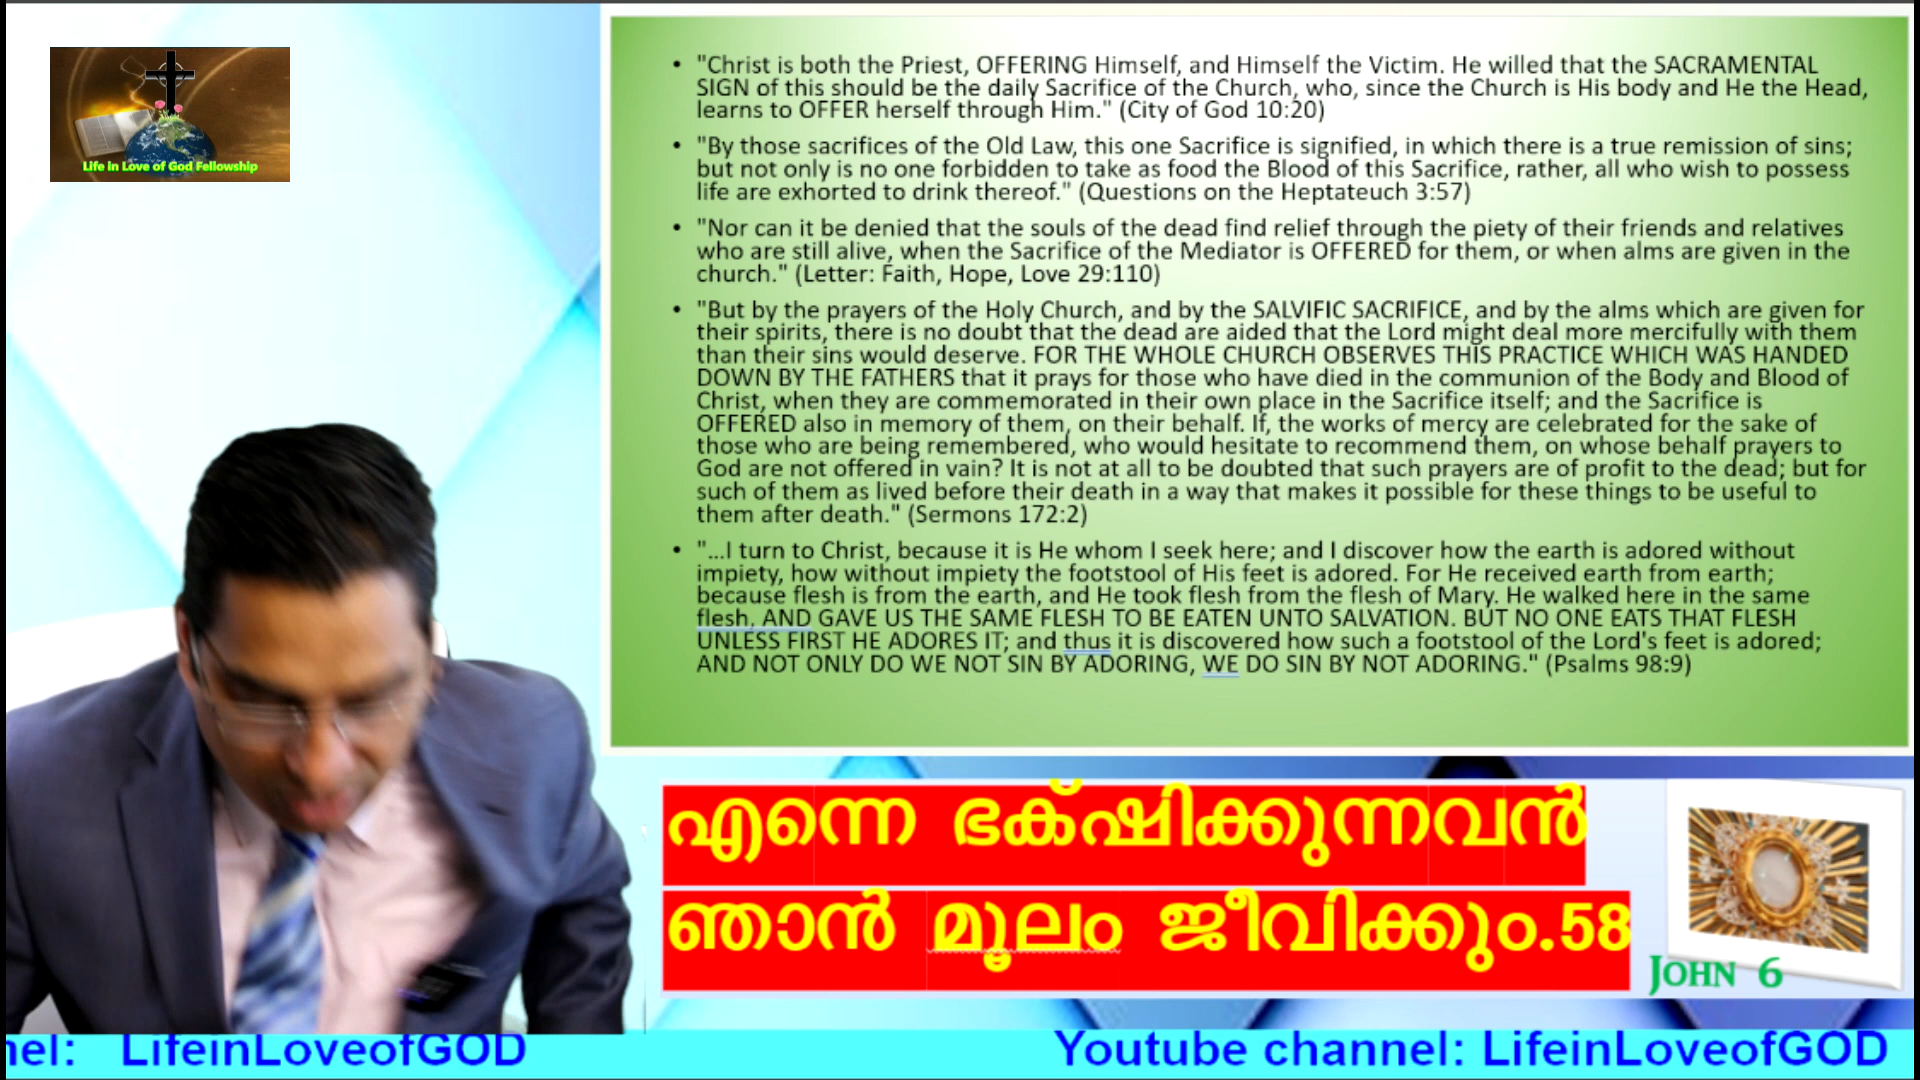 Life in Love of God Fellowship
• "Christ is both the Priest, OFFERING Himself, and Himself the Victim. He willed that the SACRAMENTAL
SIGN of this should be the daily Sacrifice of the Church, who, since the Church is His body and He the Head,
learns to OFFER herself through Him." (City of God 10:20)
• "By those sacrifices of the Old Law, this one Sacrifice is signified, in which there is a true remission of sins;
but not only is no one forbidden to take as food the Blood of this Sacrifice, rather, all who wish to possess
life are exhorted to drink thereof." (Questions on the Heptateuch 3:57)
• "Nor can it be denied that the souls of the dead find relief through the piety of their friends and relatives
who are still alive, when the Sacrifice of the Mediator is OFFERED for them, or when alms are given in the
church." (Letter: Faith, Hope, Love 29:110)
• "But by the prayers of the Holy Church, and by the SALVIFIC SACRIFICE, and by the alms which are given for
their spirits, there is no doubt that the dead are aided that the Lord might deal more mercifully with them
than their sins would deserve. FOR THE WHOLE CHURCH OBSERVES THIS PRACTICE WHICH WAS HANDED
DOWN BY THE FATHERS that it prays for those who have died in the communion of the Body and Blood of
Christ, when they are commemorated in their own place in the Sacrifice itself; and the Sacrifice is
OFFERED also in memory of them, on their behalf. If, the works of mercy are celebrated for the sake of
those who are being remembered, who would hesitate to recommend them, on whose behalf prayers to
God are not offered in vain? It is not at all to be doubted that such prayers are of profit to the dead; but for
such of them as lived before their death in a way that makes it possible for these things to be useful to
them after death." (Sermons 172:2)
• "...I turn to Christ, because it is He whom I seek here; and I discover how the earth is adored without
impiety, how without impiety the footstool of His feet is adored. For He received earth from earth;
because flesh is from the earth, and He took flesh from the flesh of Mary. He walked here in the same
flesh, AND GAVE US THE SAME FLESH TO BE EATEN UNTO SALVATION. BUT NO ONE EATS THAT FLESH
UNLESS FIRST HE ADORES IT; and thus it is discovered how such a footstool of the Lord's feet is adored;
AND NOT ONLY DO WE NOT SIN BY ADORING, WE DO SIN BY NOT ADORING." (Psalms 98:9)
എന്നെ ഭക്ഷിക്കുന്നവൻ
ഞാൻ മൂലം ജീവിക്കും.58
JOHN 6
nel: LifeinLoveofGOD Youtube channel: LifeinLoveofGOD